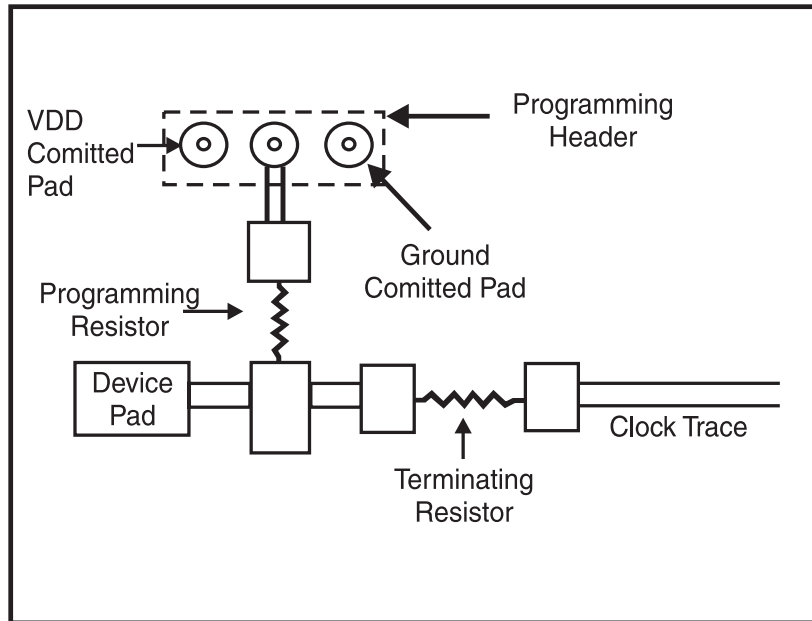 VDD
Comitted
Pad
Programming
Header
Ground
Comitted Pad
Programming
Resistor
Device
Pad
Clock Trace
Terminating
Resistor